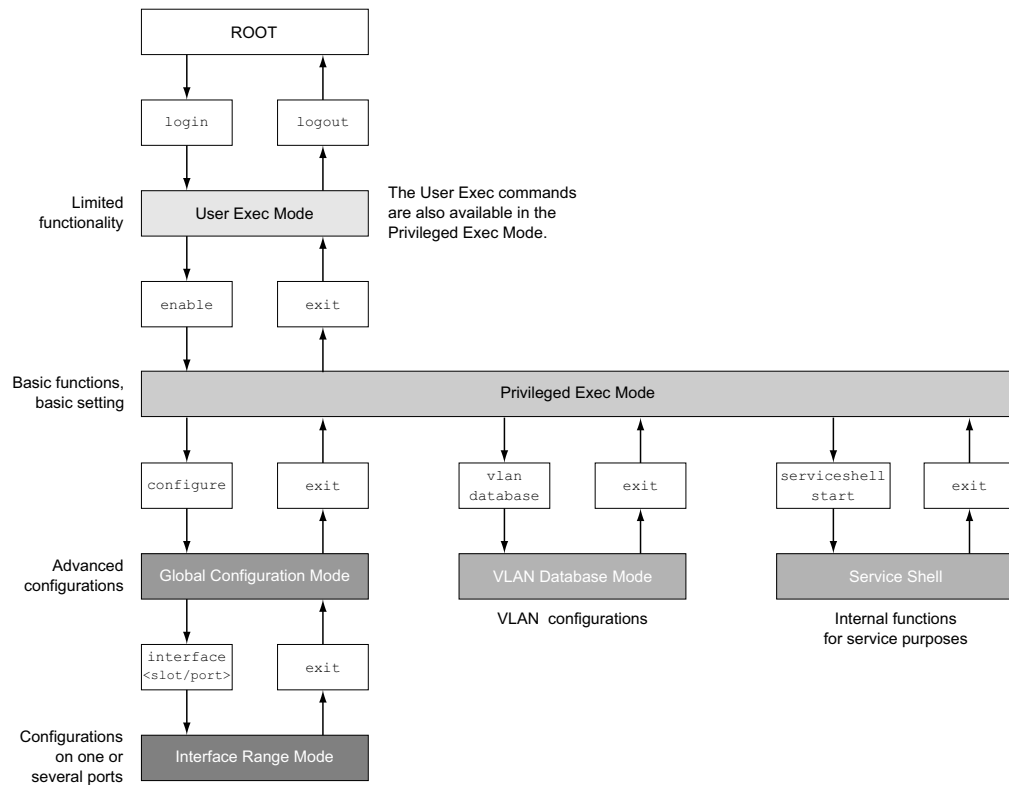 ROOT
login
logout
Limited
functionality
User Exec Mode
The User Exec commands
are also available in the
Privileged Exec Mode.
enable
exit
Basic functions,
basic setting
Privileged Exec Mode
configure
exit
vlan
database
exit
serviceshell
start
exit
Advanced
configurations
Global Configuration Mode
VLAN Database Mode
Service Shell
VLAN configurations
Internal functions
for service purposes
interface
<slot/port>
exit
Configurations
on one or
several ports
Interface Range Mode